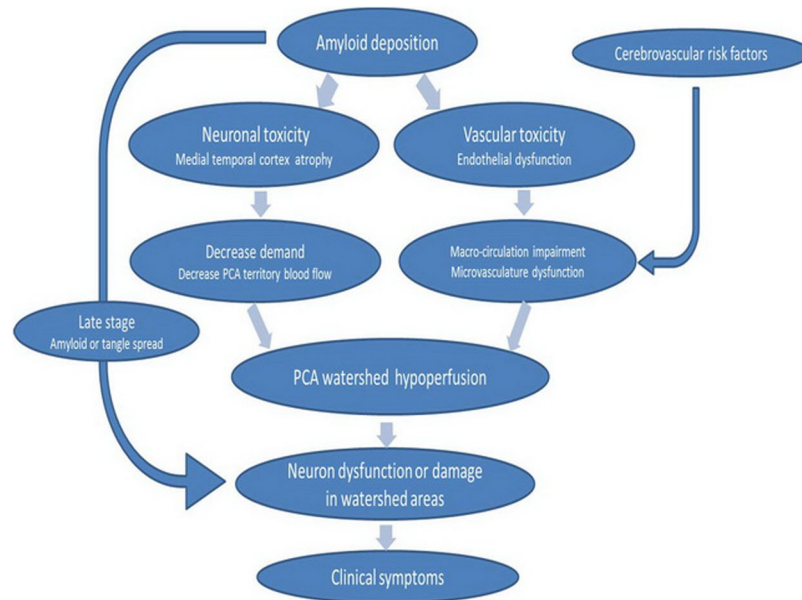 Amyloid deposition
Cerebrovascular risk factors
Neuronal toxicity
Medial temporal cortex atrophy
Vascular toxicity
Endothelial dysfunction
Decrease demand
Decrease PCA territory blood flow
Macro-circulation impairment
Microvasculature dysfunction
Late stage
Amyloid or tangle spread
PCA watershed hypoperfusion
Neuron dysfunction or damage
in watershed areas
Clinical symptoms